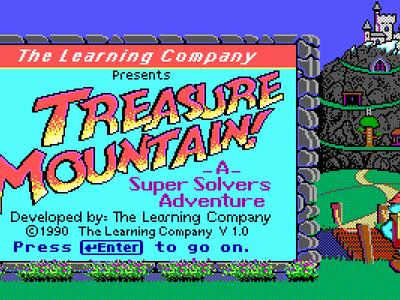 The Learning Company
Presents
TREASURE
MOUNTAIN!
-A-
Super Solvers
Adventure
Developed by: The Learning Company
©1990 The Learning Company V 1.0
Press ↵Enter to go on.